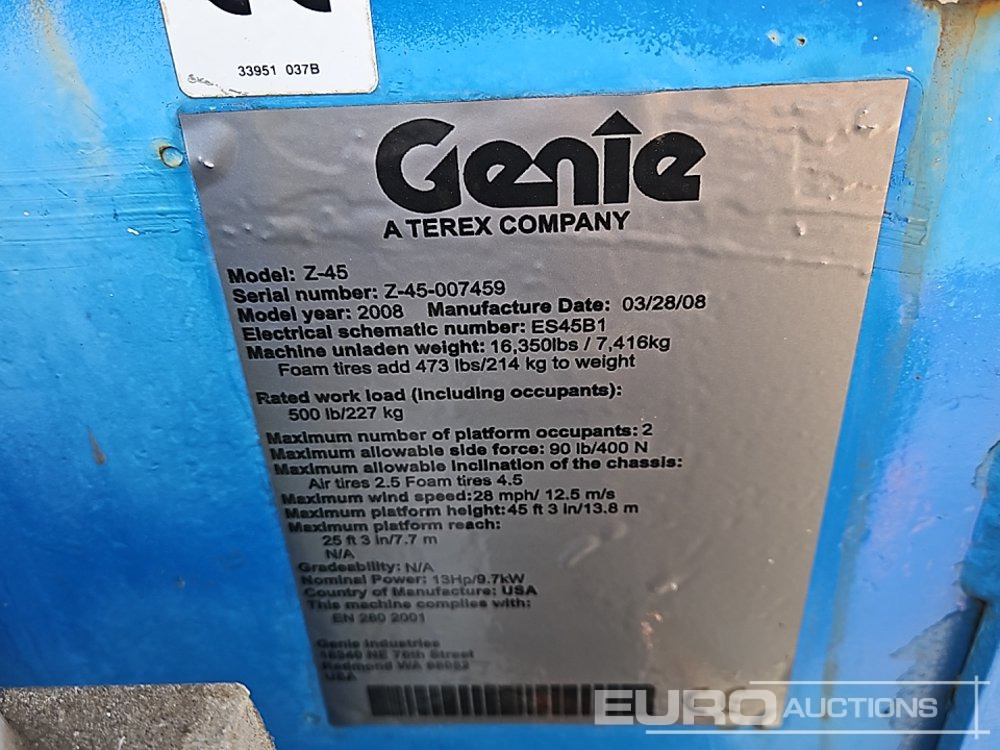 33951 037B
Genie
A TEREX COMPANY
Model: Z-45
Serial number: Z-45-007459
Model year: 2008 Manufacture Date: 03/28/08
Electrical schematic number: ES45B1
Machine unladen weight: 16,350lbs / 7,416kg
Foam tires add 473 lbs/214 kg to weight
Rated work load (including occupants):
500 lb/227 kg
Maximum number of platform occupants: 2
Maximum allowable side force: 90 lb/400 N
Maximum allowable inclination of the chassis:
Air tires 2.5 Foam tires 4.5
Maximum wind speed:28 mph/ 12.5 m/s
Maximum platform height:45 ft 3 in/13.8 m
Maximum platform reach:
25 ft 3 in/7.7 m
N/A
Gradeability: N/A
Nominal Power: 13Hp/9.7kW
Country of Manufacture: USA
This machine complies with:
EN 280 2001
Genie Industries
NE 76th Street
Redmond WA
USA
EURO AUCTIONS